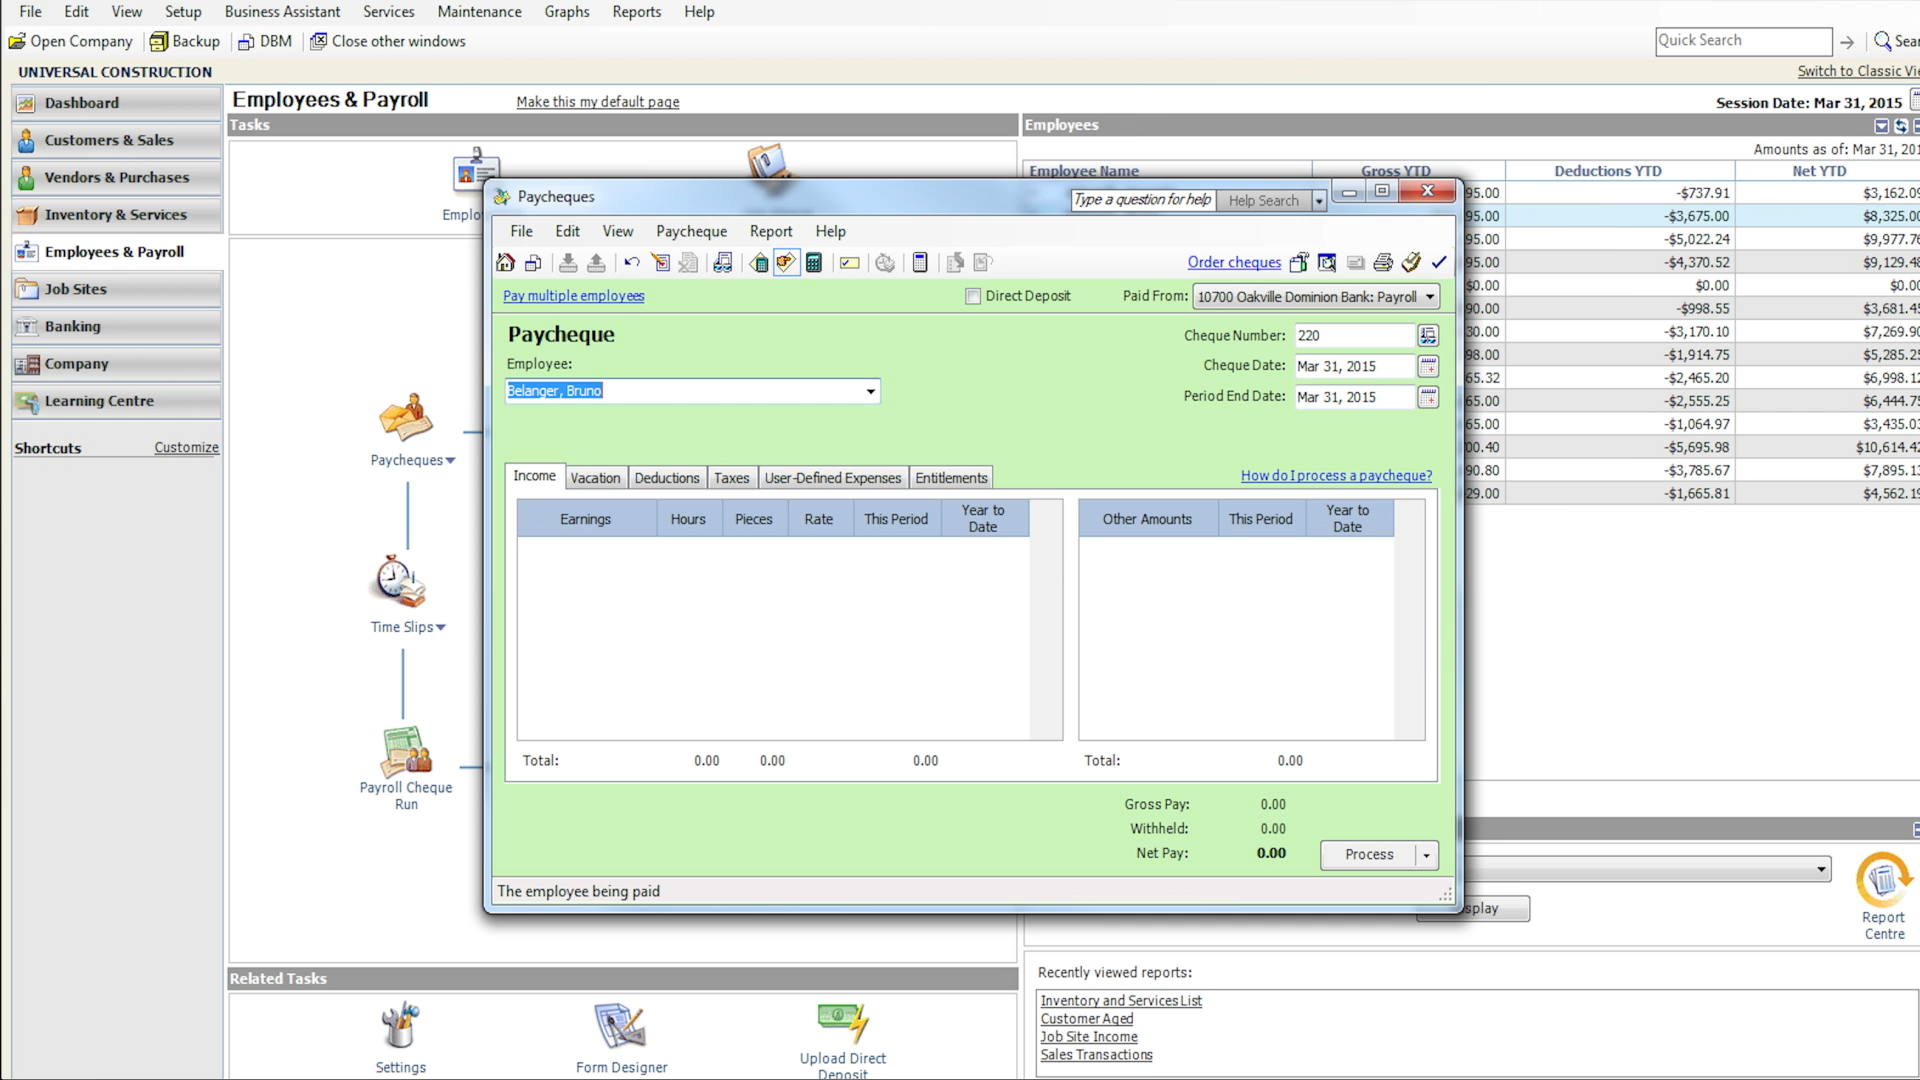 File Edit View Setup Business Assistant Services Maintenance Graphs Reports Help
Open Company Backup DBM Close other windows Quick Search
UNIVERSAL CONSTRUCTION Switch to Classic
Dashboard
Customers & Sales
Vendors & Purchases
Inventory & Services
Employees & Payroll
Job Sites
Banking
Company
Learning Centre
Shortcuts Customize
Employees & Payroll Make this my default page Session Date: Mar 31, 2015
Tasks
Paycheques
Time Slips
Payroll Cheque
Run
Related Tasks
Settings
Form Designer
Upload Direct
Deposit
Employees
Amounts as of: Mar 31,
Employee Name Gross YTD Deductions YTD Net YTD
95.00 -$737.91 $3,162.09
95.00 -$3,675.00 $8,325.00
95.00 -$5,022.24 $9,977.76
95.00 -$4,370.52 $9,129.48
$0.00 $0.00 $0.00
90.00 -$998.55 $3,681.45
30.00 -$3,170.10 $7,269.90
98.00 -$1,914.75 $5,285.25
65.32 -$2,465.20 $6,998.12
65.00 -$2,555.25 $6,444.75
65.00 -$1,064.97 $3,435.03
00.40 -$5,695.98 $10,614.42
90.80 -$3,785.67 $7,895.13
29.00 -$1,665.81 $4,562.19
Report
Centre
Recently viewed reports:
Inventory and Services List
Customer Aged
Job Site Income
Sales Transactions
Paycheques Type a question for help Help Search
File Edit View Paycheque Report Help
Order cheques
Pay multiple employees Direct Deposit Paid From: 10700 Oakville Dominion Bank: Payroll
Paycheque Cheque Number: 220
Employee: Cheque Date: Mar 31, 2015
Belanger, Bruno Period End Date: Mar 31, 2015
Income Vacation Deductions Taxes User-Defined Expenses Entitlements How do I process a paycheque?
Earnings Hours Pieces Rate This Period Year to Date
Other Amounts This Period Year to Date
Total: 0.00 0.00 0.00 Total: 0.00
Gross Pay: 0.00
Withheld: 0.00
Net Pay: 0.00 Process
The employee being paid